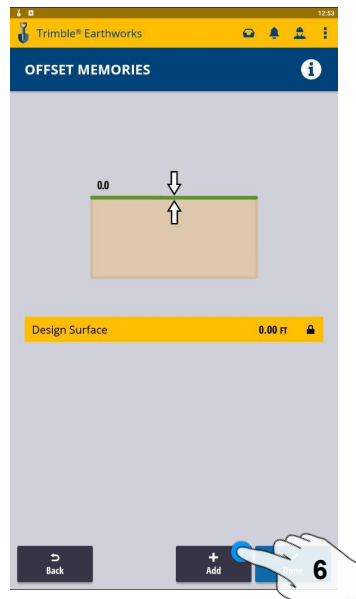 12:53
Trimble® Earthworks
OFFSET MEMORIES
0.0
Design Surface 0.00 FT
Back
Add
6